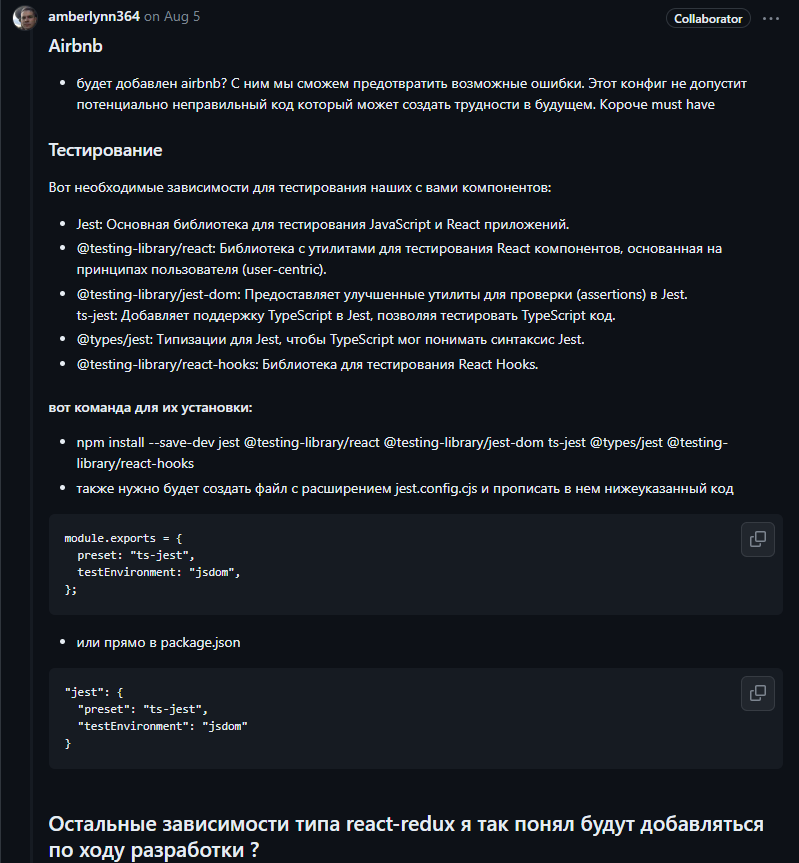 amberlynn364 on Aug 5
Collaborator
Airbnb
будет добавлен airbnb? С ним мы сможем предотвратить возможные ошибки. Этот конфиг не допустит
потенциально неправильный код который может создать трудности в будущем. Короче must have
Тестирование
Вот необходимые зависимости для тестирования наших с вами компонентов:
Jest: Основная библиотека для тестирования JavaScript и React приложений.
@testing-library/react: Библиотека с утилитами для тестирования React компонентов, основанная на
принципах пользователя (user-centric).
@testing-library/jest-dom: Предоставляет улучшенные утилиты для проверки (assertions) в Jest.
ts-jest: Добавляет поддержку TypeScript в Jest, позволяя тестировать TypeScript код.
@types/jest: Типизации для Jest, чтобы TypeScript мог понимать синтаксис Jest.
@testing-library/react-hooks: Библиотека для тестирования React Hooks.
вот команда для их установки:
npm install --save-dev jest @testing-library/react @testing-library/jest-dom ts-jest @types/jest @testing-
library/react-hooks
также нужно будет создать файл с расширением jest.config.cjs и прописать в нем нижеуказанный код
module.exports = {
  preset: "ts-jest",
  testEnvironment: "jsdom",
};
или прямо в package.json
"jest": {
  "preset": "ts-jest",
  "testEnvironment": "jsdom"
}
Остальные зависимости типа react-redux я так понял будут добавляться
по ходу разработки ?